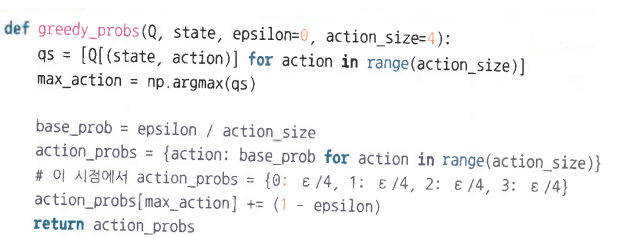 def greedy_probs(Q, state, epsilon=0, action_size=4):
    qs = [Q[(state, action)] for action in range(action_size)]
    max_action = np.argmax(qs)

    base_prob = epsilon / action_size
    action_probs = {action: base_prob for action in range(action_size)}
    # 이 시점에서 action_probs = {0: ε/4, 1: ε/4, 2: ε/4, 3: ε/4}
    action_probs[max_action] += (1 - epsilon)
    return action_probs